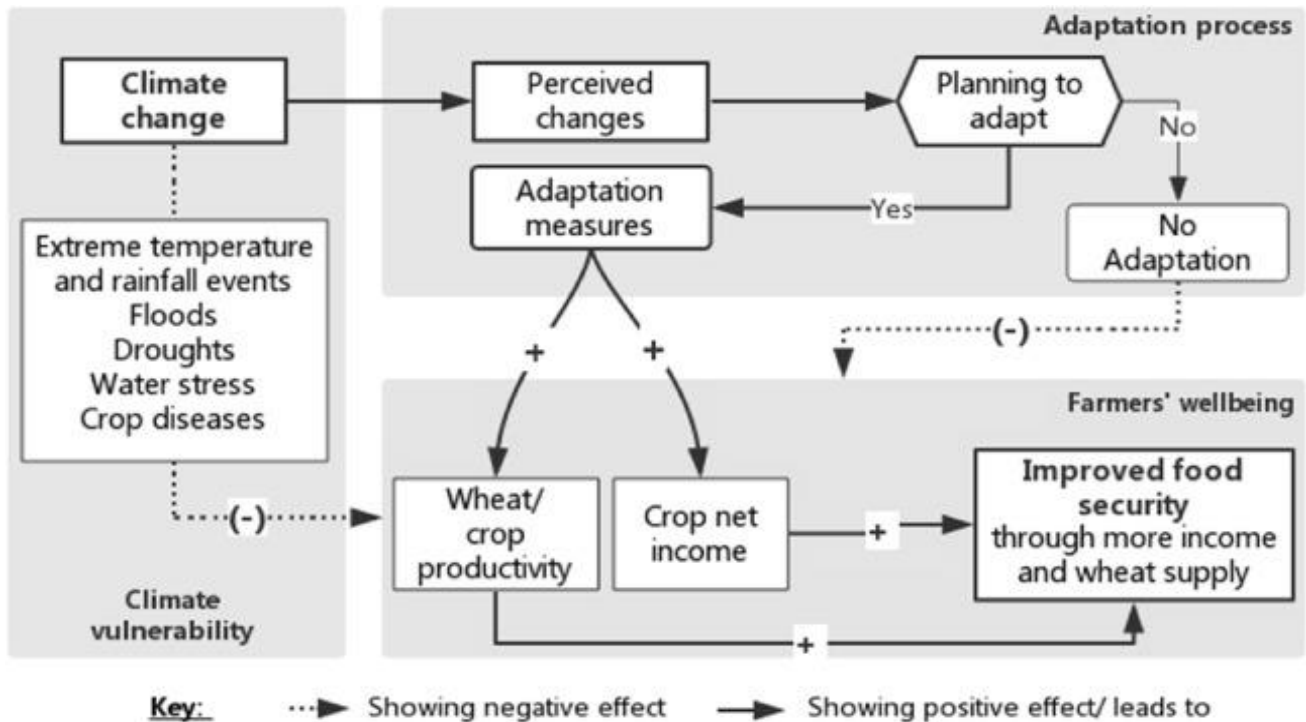 Adaptation process
Climate
change
Perceived
changes
Planning to
adapt
No
Adaptation
measures
Yes
No
Adaptation
Extreme temperature
and rainfall events
Floods
Droughts
Water stress
Crop diseases
(-)
+
+
(-)
Farmers' wellbeing
Wheat/
crop
productivity
Crop net
income
+
Improved food
security
through more income
and wheat supply
+
Climate
vulnerability
Key:
Showing negative effect
Showing positive effect/ leads to